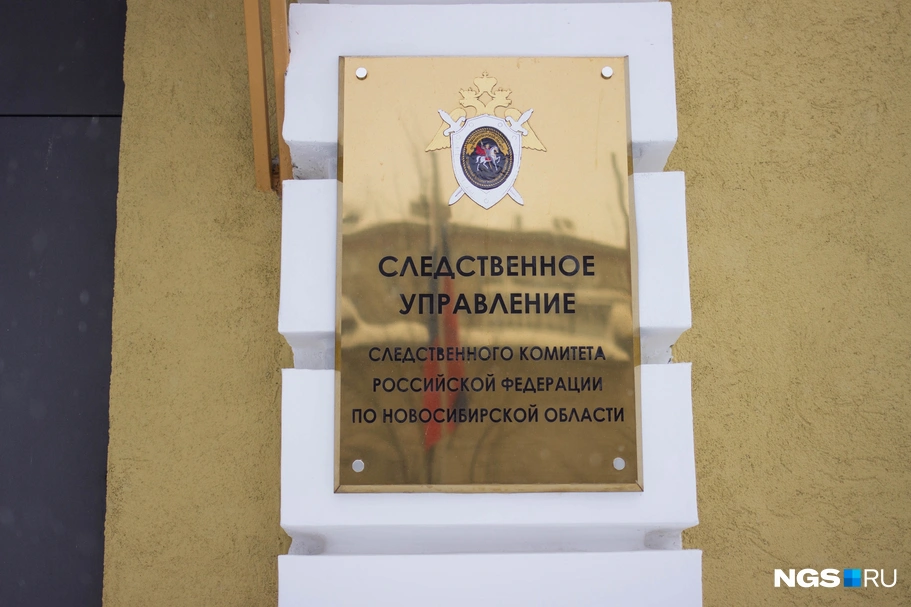 СЛЕДСТВЕННОЕ
УПРАВЛЕНИЕ
СЛЕДСТВЕННОГО КОМИТЕТА
РОССИЙСКОЙ ФЕДЕРАЦИИ
ПО НОВОСИБИРСКОЙ ОБЛАСТИ
NGS RU